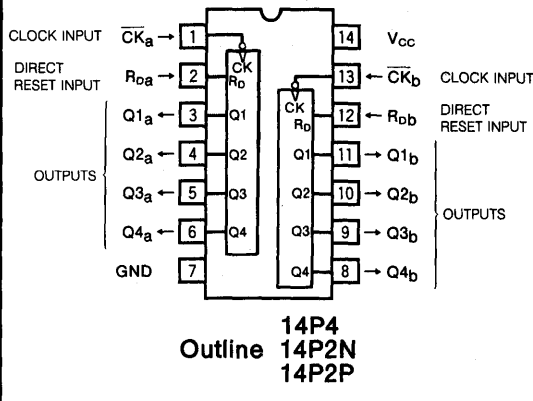 CLOCK INPUT CKa → 1 14 Vcc
DIRECT RESET INPUT RDa → 2 CK RD 13 ← CKb CLOCK INPUT
Q1a ← 3 Q1 CK RD 12 ← RDb DIRECT RESET INPUT
Q2a ← 4 Q2 Q1 11 → Q1b
OUTPUTS
Q3a ← 5 Q3 Q2 10 → Q2b
OUTPUTS
Q4a ← 6 Q4 Q3 9 → Q3b
GND 7 Q4 8 → Q4b
14P4
Outline 14P2N
14P2P